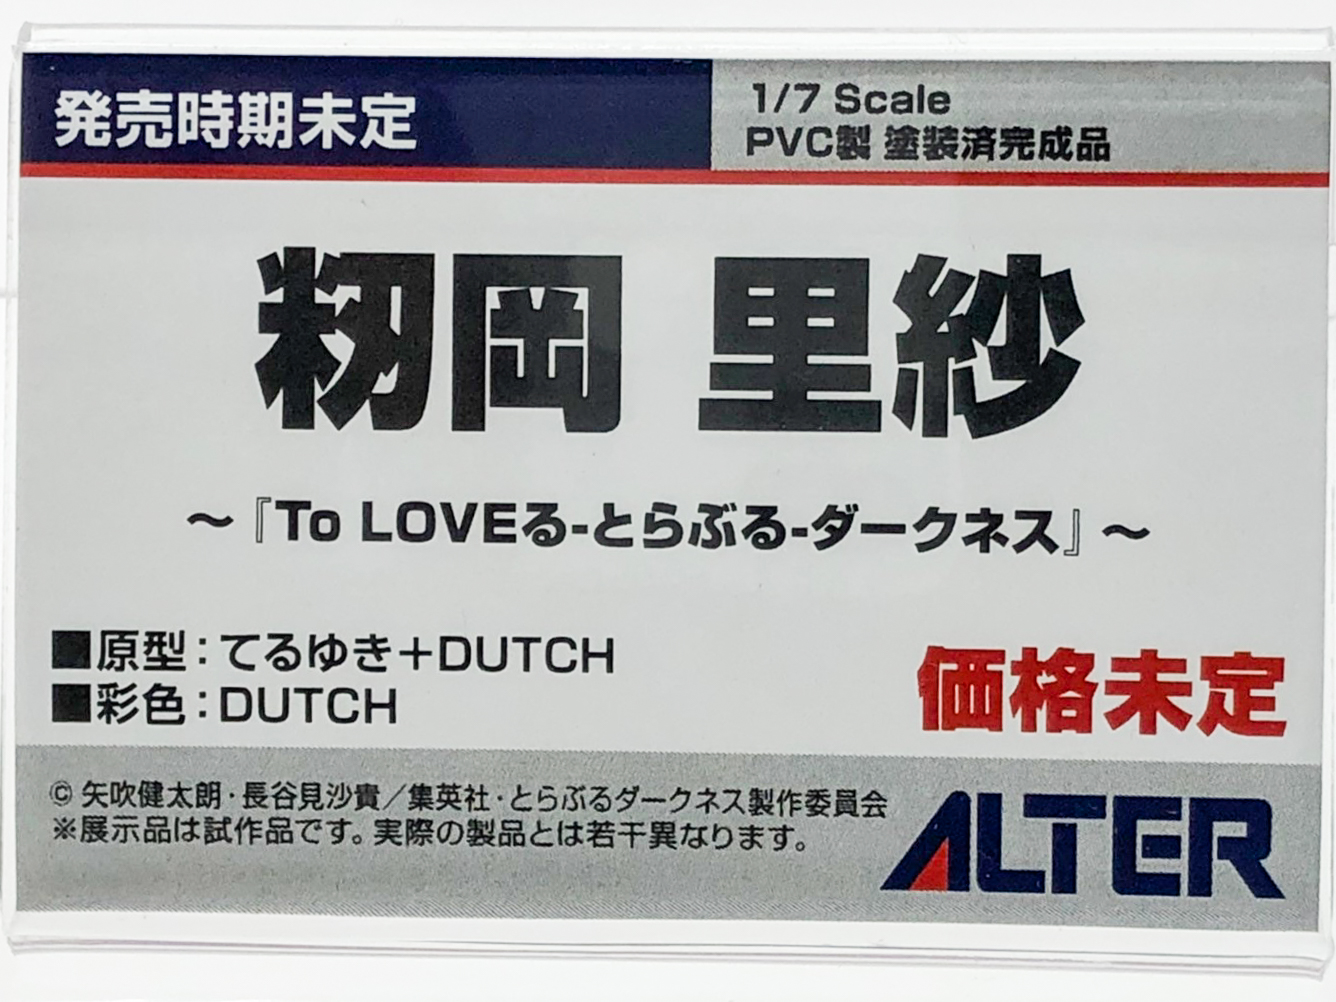 発売時期未定
1/7 Scale
PVC製 塗装済完成品
籾岡 里紗
～『To LOVEる-とらぶる-ダークネス』～
■原型：てるゆき＋DUTCH
■彩色：DUTCH
価格未定
© 矢吹健太朗・長谷見沙貴／集英社・とらぶるダークネス製作委員会
※展示品は試作品です。実際の製品とは若干異なります。
ALTER